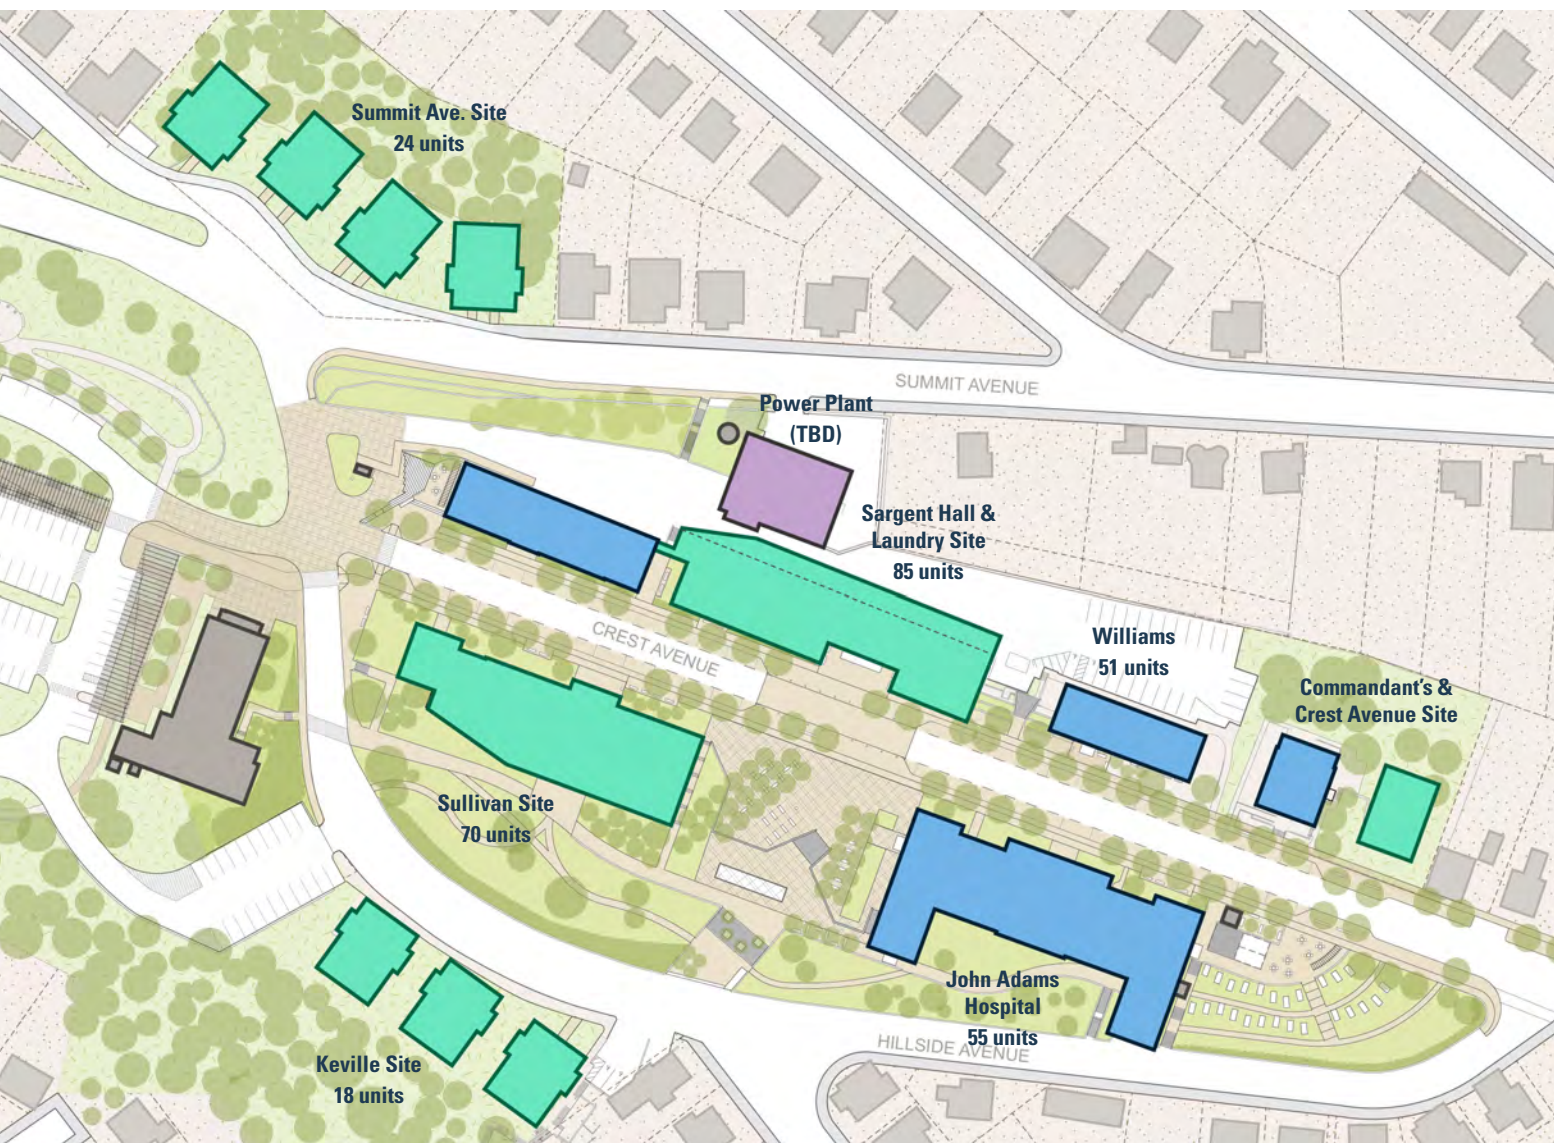 Summit Ave. Site
24 units
SUMMIT AVENUE
Power Plant
(TBD)
Sargent Hall &
Laundry Site
85 units
CREST AVENUE
Williams
51 units
Commandant's &
Crest Avenue Site
Sullivan Site
70 units
John Adams
Hospital
55 units
HILLSIDE AVENUE
Keville Site
18 units